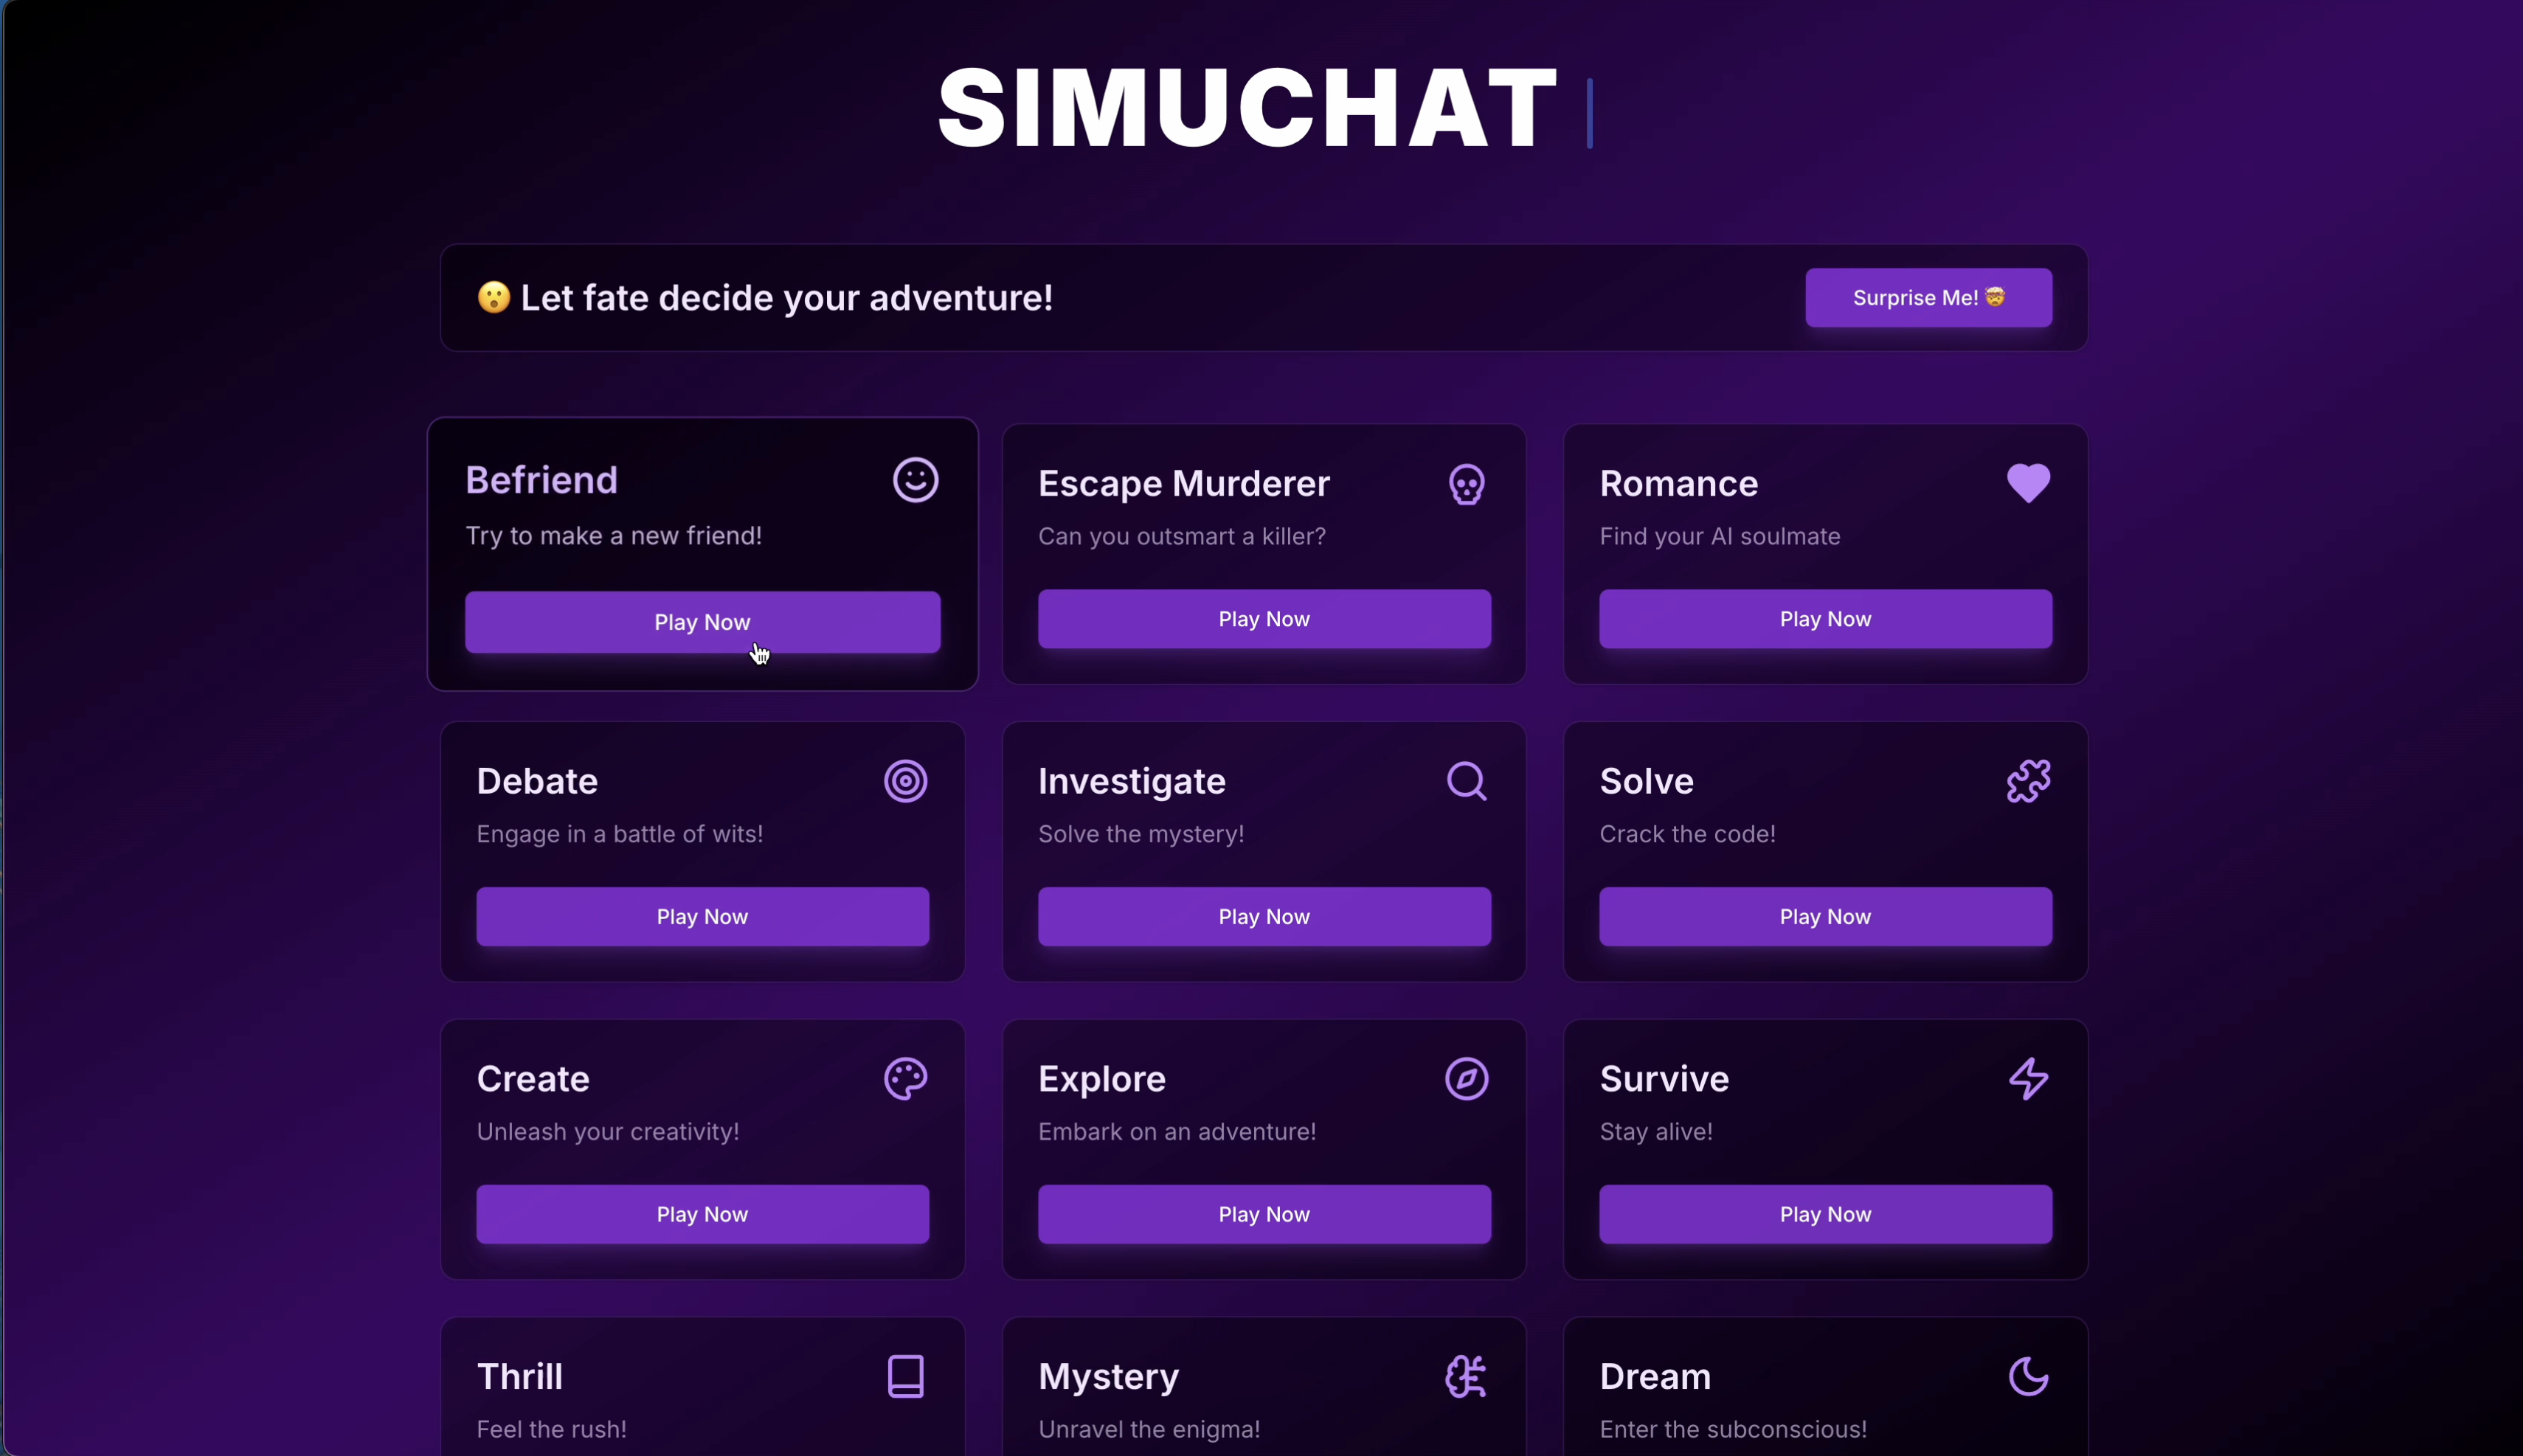 SIMUCHAT
😮 Let fate decide your adventure!
Surprise Me! 🤯
Befriend
Try to make a new friend!
Play Now
Escape Murderer
Can you outsmart a killer?
Play Now
Romance
Find your AI soulmate
Play Now
Debate
Engage in a battle of wits!
Play Now
Investigate
Solve the mystery!
Play Now
Solve
Crack the code!
Play Now
Create
Unleash your creativity!
Play Now
Explore
Embark on an adventure!
Play Now
Survive
Stay alive!
Play Now
Thrill
Feel the rush!
Mystery
Unravel the enigma!
Dream
Enter the subconscious!